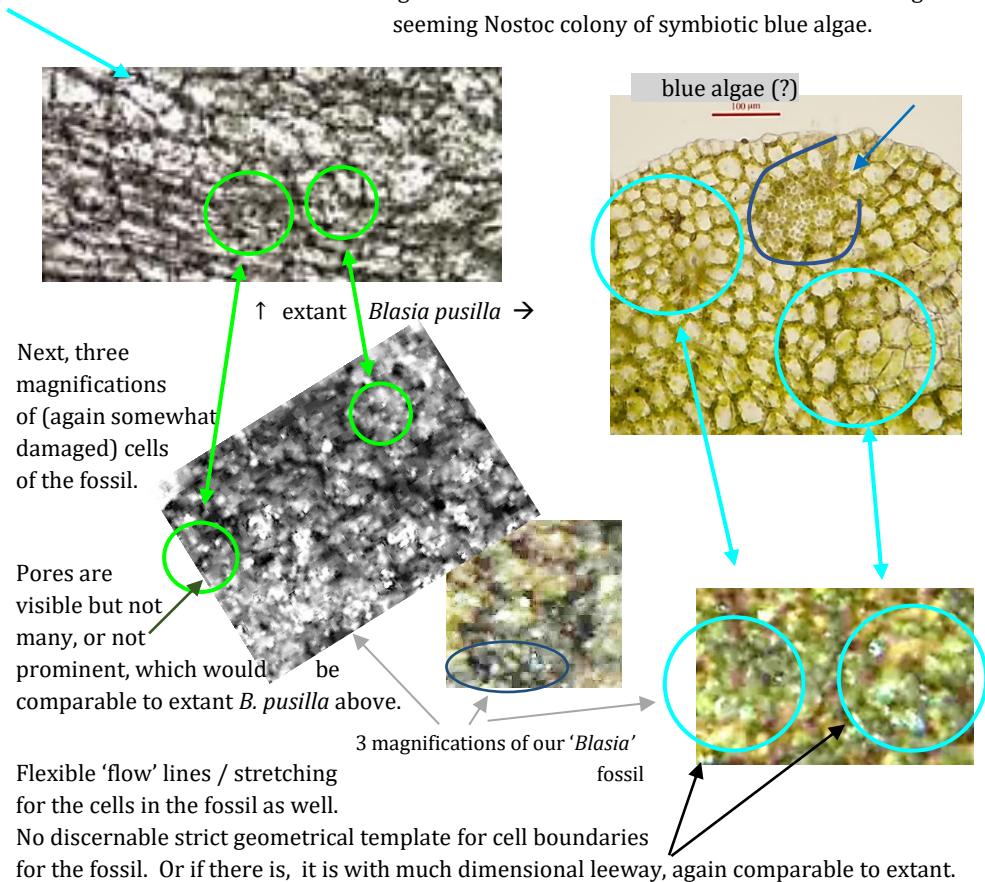 seeming Nostoc colony of symbiotic blue algae.
blue algae (?)
100 µm
↑ extant Blasia pusilla →
Next, three
magnifications
of (again somewhat
damaged) cells
of the fossil.
Pores are
visible but not
many, or not
prominent, which would be
comparable to extant B. pusilla above.
3 magnifications of our ‘Blasia’
fossil
Flexible ‘flow’ lines / stretching
for the cells in the fossil as well.
No discernable strict geometrical template for cell boundaries
for the fossil. Or if there is, it is with much dimensional leeway, again comparable to extant.